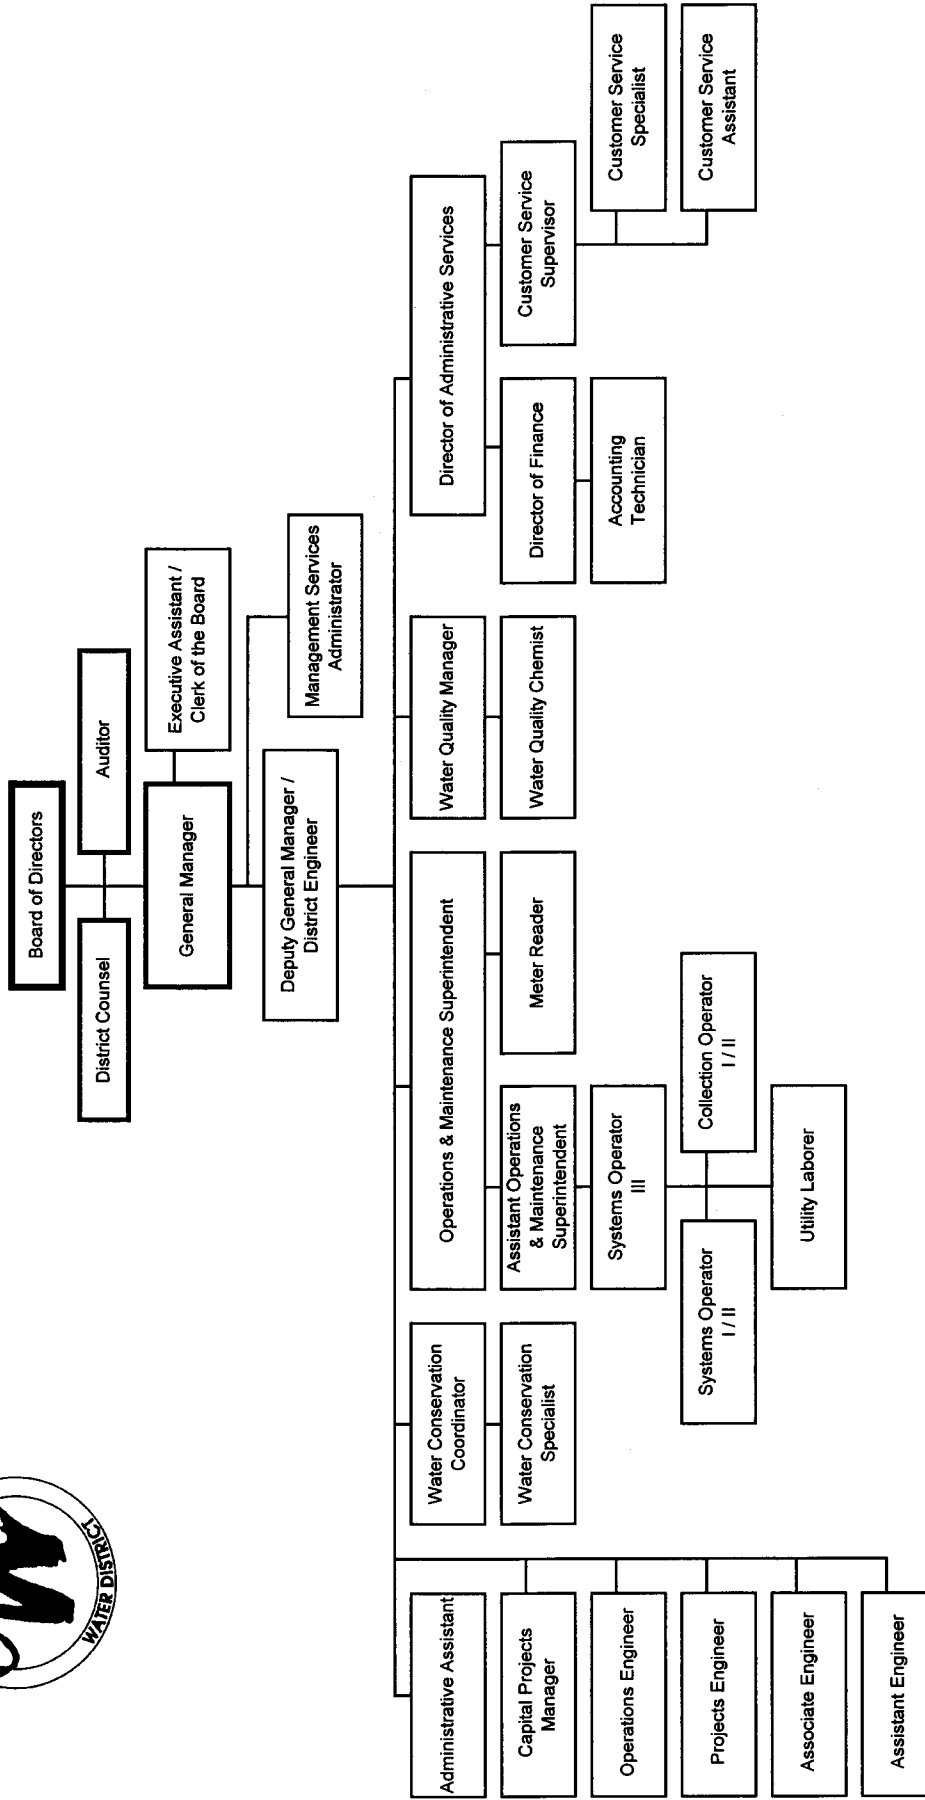 WATER DISTRICT
Board of Directors
District Counsel
Auditor
General Manager
Executive Assistant /
Clerk of the Board
Deputy General Manager /
District Engineer
Management Services
Administrator
Administrative Assistant
Water Conservation
Coordinator
Operations & Maintenance Superintendent
Water Quality Manager
Director of Administrative Services
Capital Projects
Manager
Water Conservation
Specialist
Assistant Operations
& Maintenance
Superintendent
Meter Reader
Water Quality Chemist
Director of Finance
Customer Service
Supervisor
Operations Engineer
Systems Operator
III
Accounting
Technician
Customer Service
Specialist
Projects Engineer
Systems Operator
I / II
Collection Operator
I / II
Customer Service
Assistant
Associate Engineer
Utility Laborer
Assistant Engineer